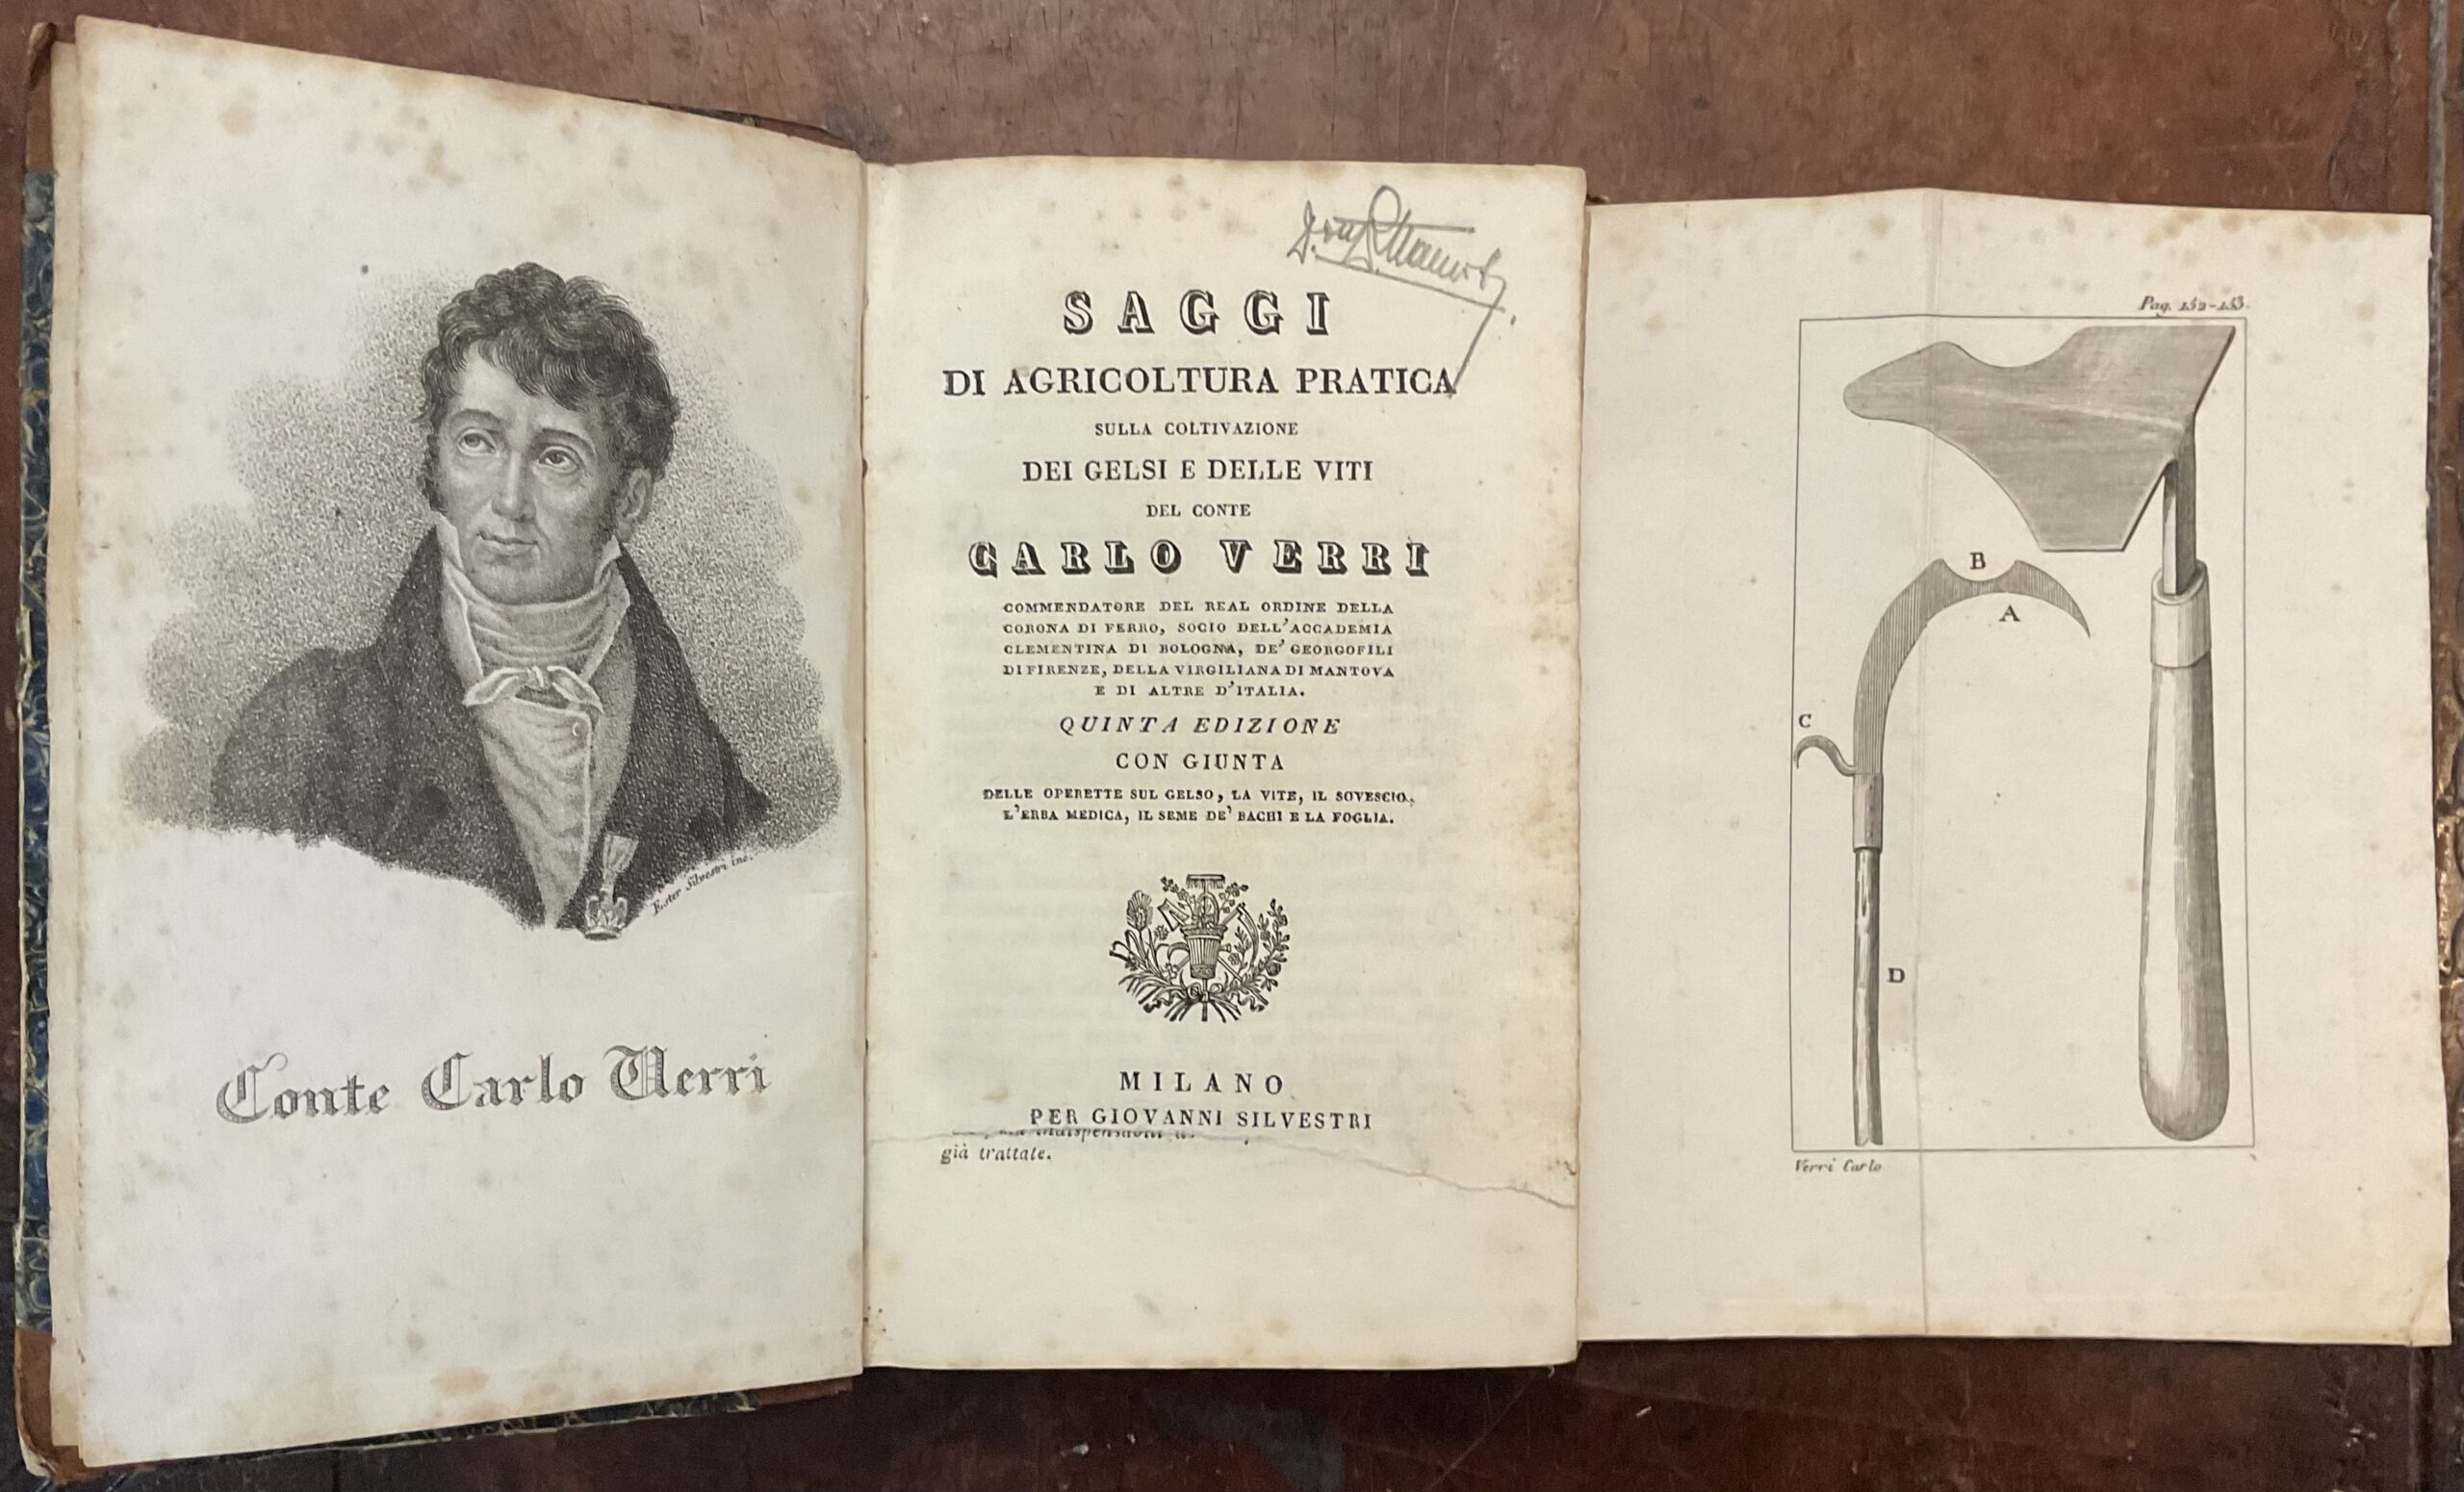 Ester Silvestri inc.
Conte Carlo Verri
SAGGI
DI AGRICOLTURA PRATICA
SULLA COLTIVAZIONE
DEI GELSI E DELLE VITI
DEL CONTE
CARLO VERRI
COMMENDATORE DEL REAL ORDINE DELLA
CORONA DI FERRO, SOCIO DELL'ACCADEMIA
CLEMENTINA DI BOLOGNA, DE' GEORGOFILI
DI FIRENZE, DELLA VIRGILIANA DI MANTOVA
E DI ALTRE D'ITALIA.
QUINTA EDIZIONE
CON GIUNTA
DELLE OPERETTE SUL GELSO, LA VITE, IL SOVESCIO,
L'ERBA MEDICA, IL SEME DE' BACHI E LA FOGLIA.
MILANO
PER GIOVANNI SILVESTRI
già trattate.
Pag. 152-153.
B
A
C
D
Verri Carlo